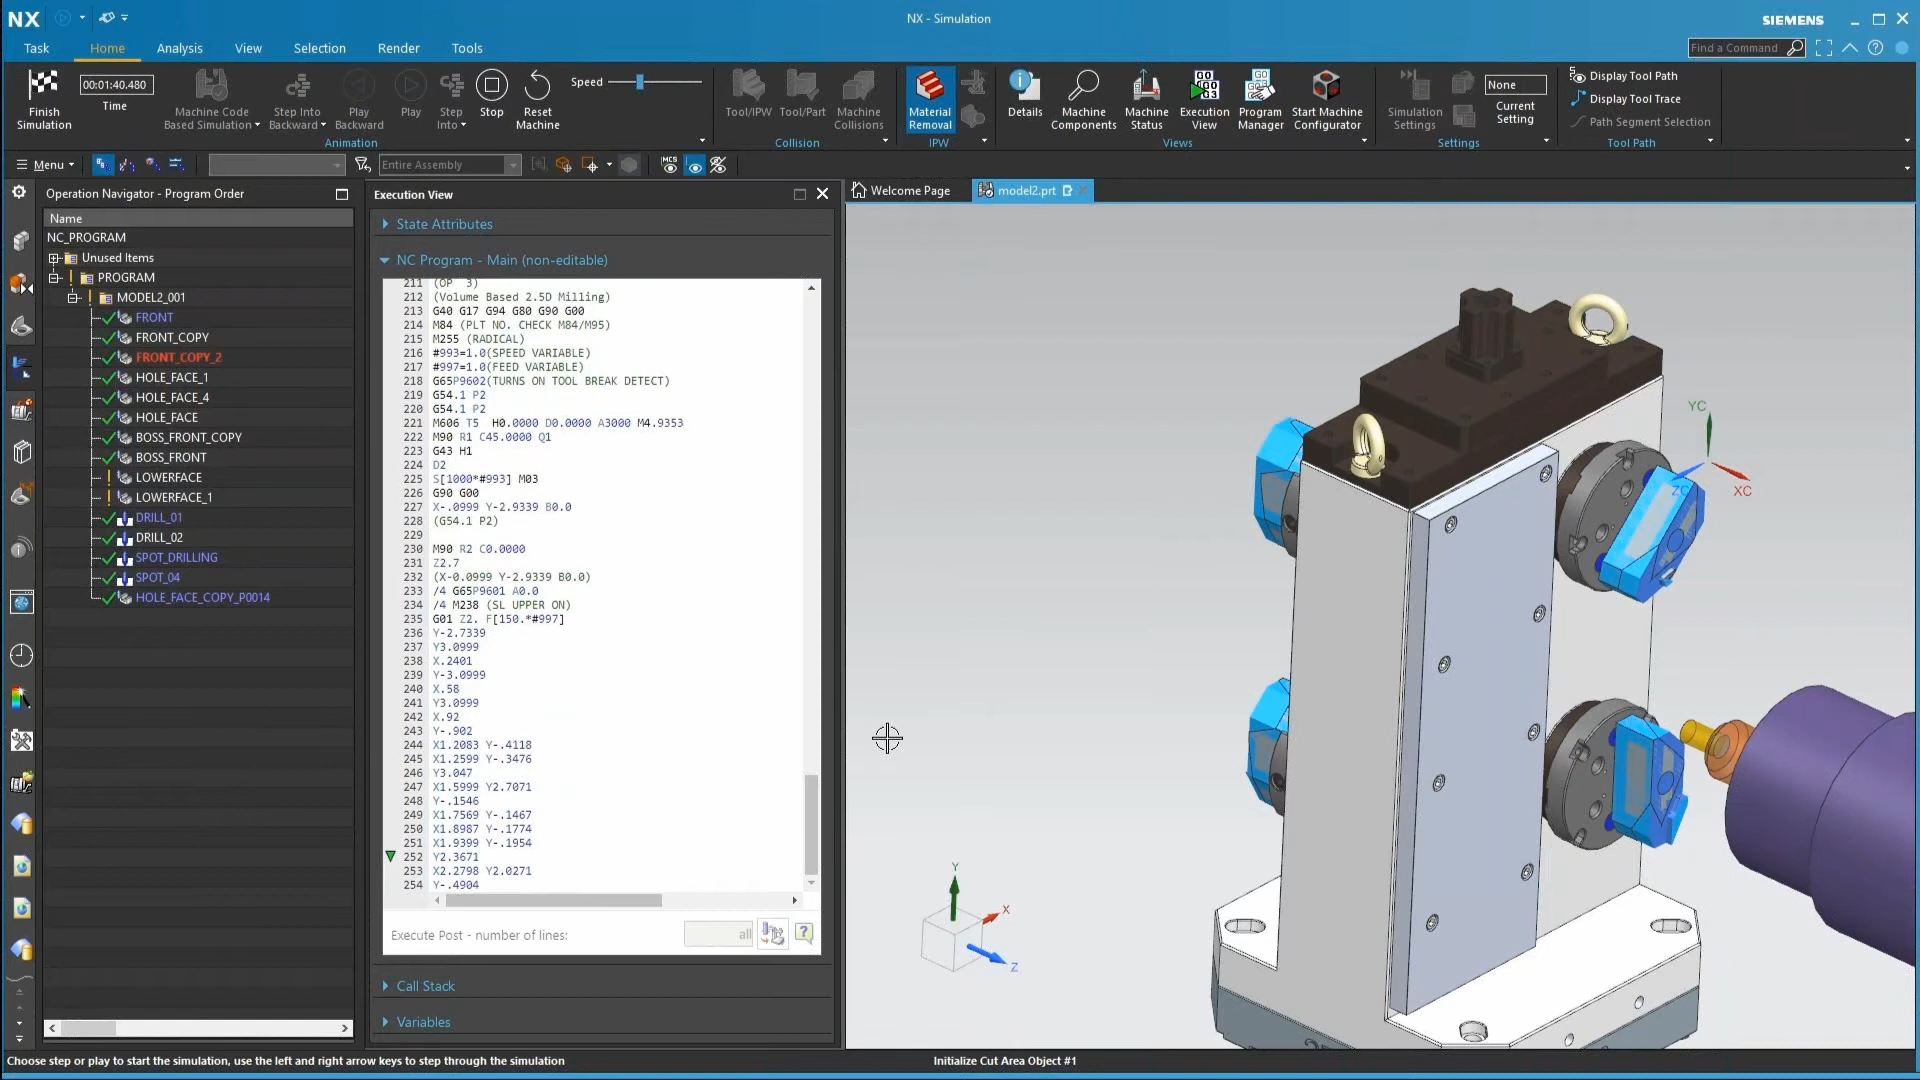 NX
NX - Simulation
SIEMENS
Task
Home
Analysis
View
Selection
Render
Tools
Find a Command
Finish Simulation
00:01:40.480
Time
Machine Code Based Simulation
Step Into Backward
Play Backward
Play
Step Into
Stop
Reset Machine
Speed
Animation
Tool/IPW
Tool/Part
Machine Collisions
Collision
Material Removal
IPW
Details
Machine Components
Machine Status
Execution View
Program Manager
Start Machine Configurator
Views
Simulation Settings
None
Current Setting
Settings
Display Tool Path
Display Tool Trace
Path Segment Selection
Tool Path
Menu
Entire Assembly
MCS
Operation Navigator - Program Order
Name
NC_PROGRAM
Unused Items
PROGRAM
MODEL2_001
FRONT
FRONT_COPY
FRONT_COPY_2
HOLE_FACE_1
HOLE_FACE_4
HOLE_FACE
BOSS_FRONT_COPY
BOSS_FRONT
LOWERFACE
LOWERFACE_1
DRILL_01
DRILL_02
SPOT_DRILLING
SPOT_04
HOLE_FACE_COPY_P0014
Execution View
State Attributes
NC Program - Main (non-editable)
211 (OP 3)
212 (Volume Based 2.5D Milling)
213 G40 G17 G94 G80 G90 G00
214 M84 (PLT NO. CHECK M84/M95)
215 M255 (RADICAL)
216 #993=1.0(SPEED VARIABLE)
217 #997=1.0(FEED VARIABLE)
218 G65P9602(TURNS ON TOOL BREAK DETECT)
219 G54.1 P2
220 G54.1 P2
221 M606 T5 H0.0000 D0.0000 A3000 M4.9353
222 M90 R1 C45.0000 Q1
223 G43 H1
224 D2
225 S[1000*#993] M03
226 G90 G00
227 X-.0999 Y-2.9339 B0.0
228 (G54.1 P2)
229
230 M90 R2 C0.0000
231 Z2.7
232 (X-0.0999 Y-2.9339 B0.0)
233 /4 G65P9601 A0.0
234 /4 M238 (SL UPPER ON)
235 G01 Z2. F[150.*#997]
236 Y-2.7339
237 Y3.0999
238 X.2401
239 Y-3.0999
240 X.58
241 Y3.0999
242 X.92
243 Y-.902
244 X1.2083 Y-.4118
245 X1.2599 Y-.3476
246 Y3.047
247 X1.5999 Y2.7071
248 Y-.1546
249 X1.7569 Y-.1467
250 X1.8987 Y-.1774
251 X1.9399 Y-.1954
252 Y2.3671
253 X2.2798 Y2.0271
254 Y-.4904
Execute Post - number of lines:
all
Call Stack
Variables
Welcome Page
model2.prt
YC
ZC
XC
Y
X
Z
Choose step or play to start the simulation, use the left and right arrow keys to step through the simulation
Initialize Cut Area Object #1